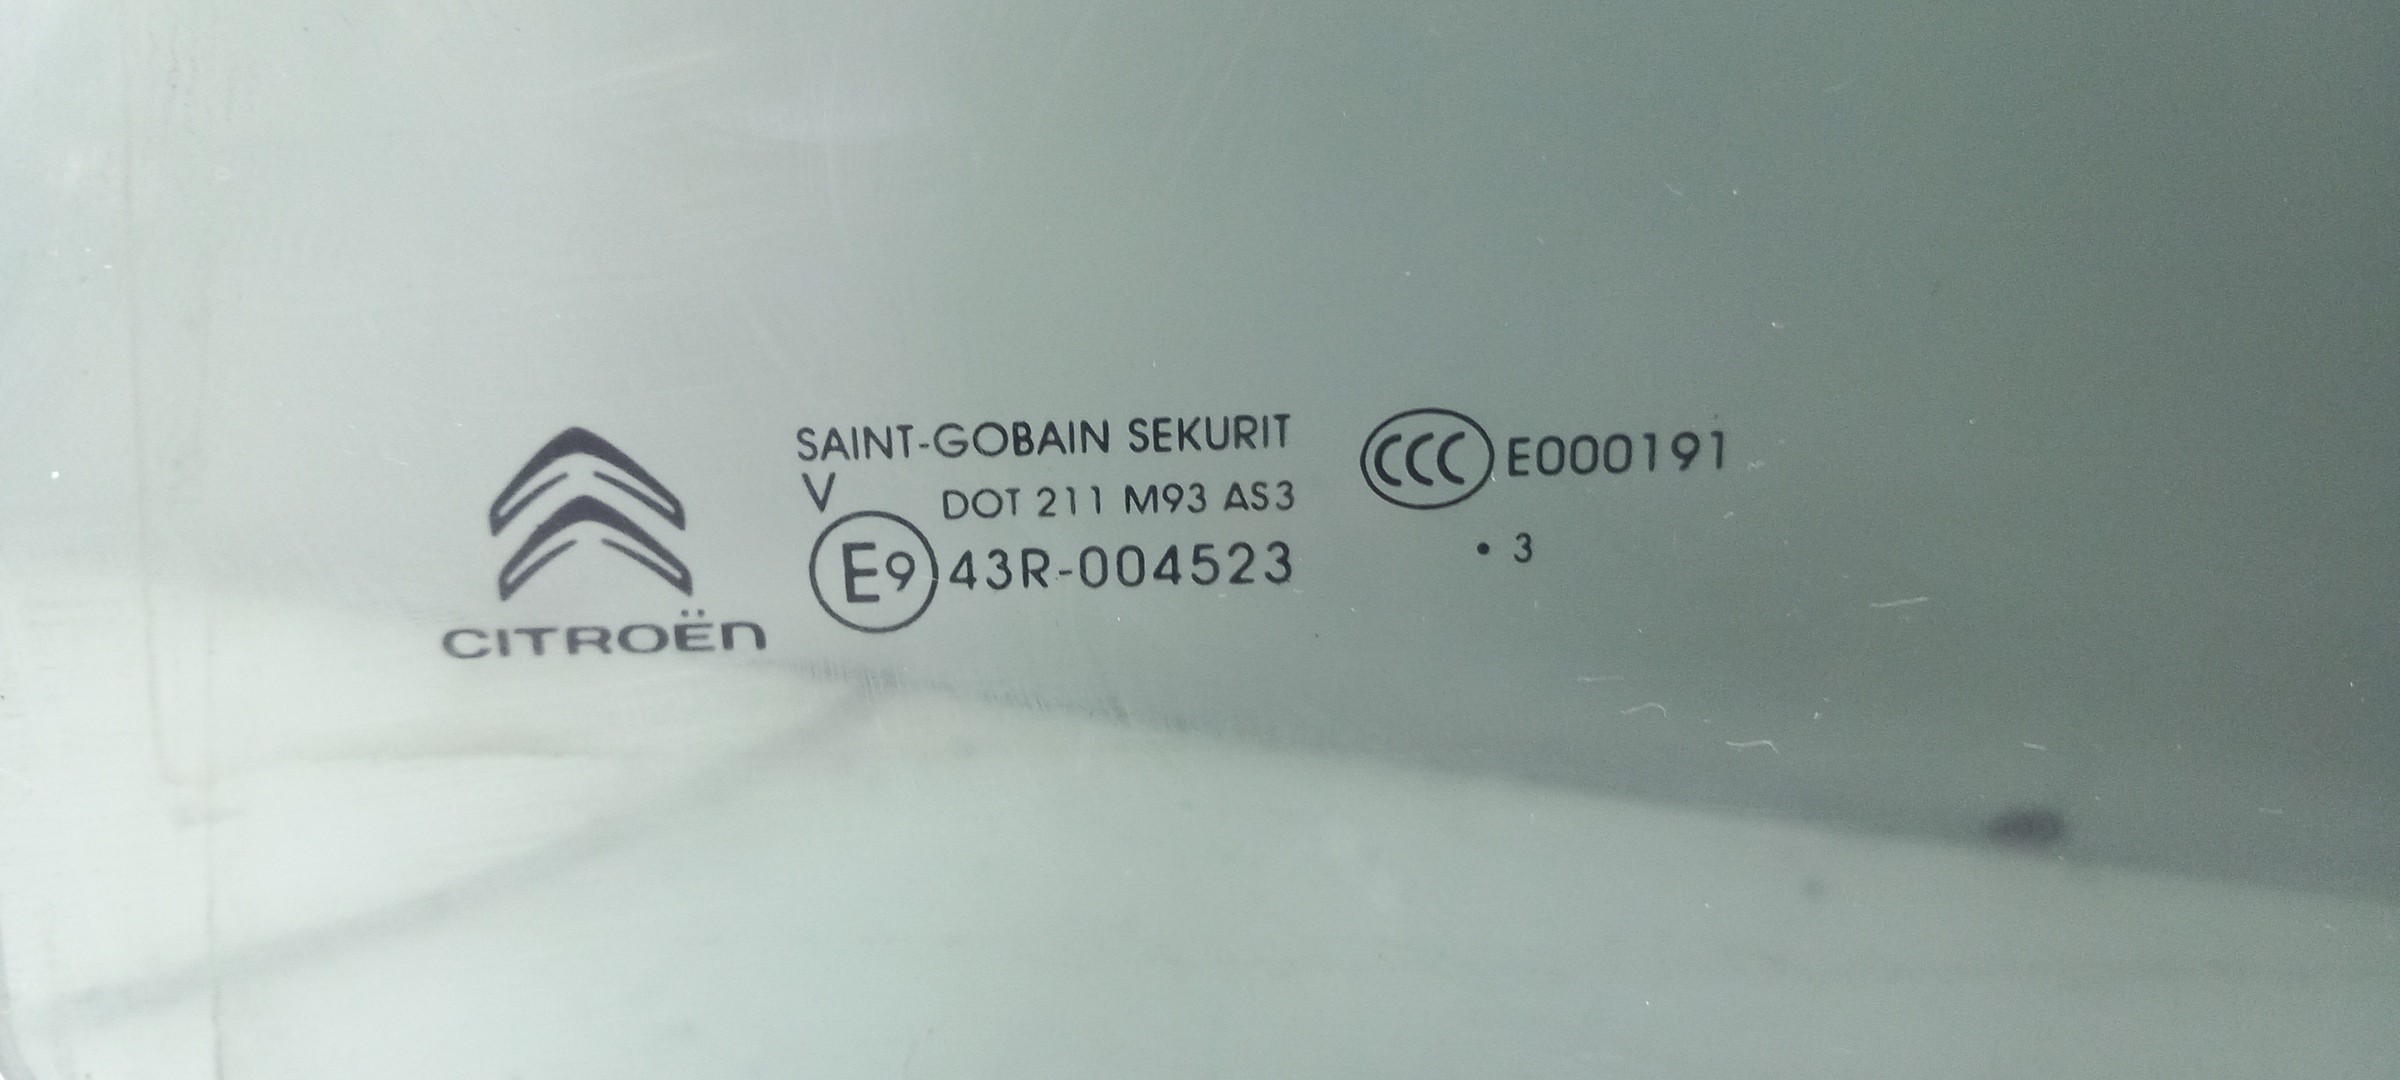 CITROËN
SAINT-GOBAIN SEKURIT
V DOT 211 M93 AS3
E9 43R-004523
CCC E000191
• 3